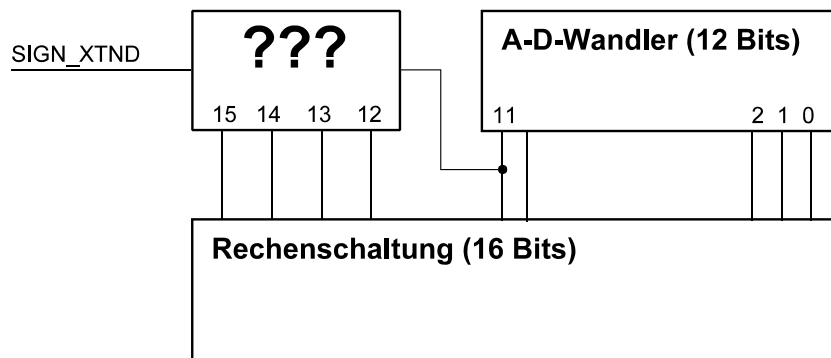 ??? A-D-Wandler (12 Bits)
SIGN_XTND
15 14 13 12 11 2 1 0
Rechenschaltung (16 Bits)